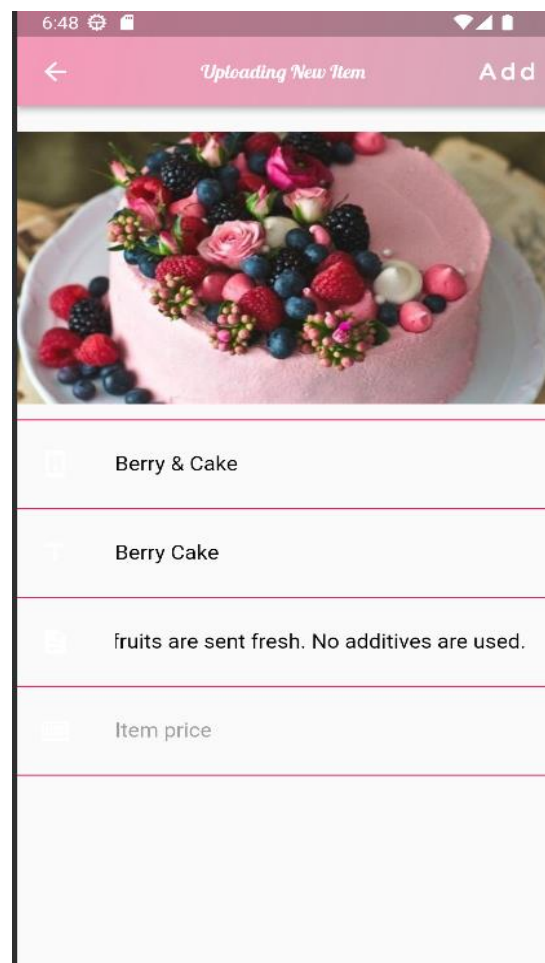 6:48
Uploading New Item
Add
Berry & Cake
Berry Cake
fruits are sent fresh. No additives are used.
Item price